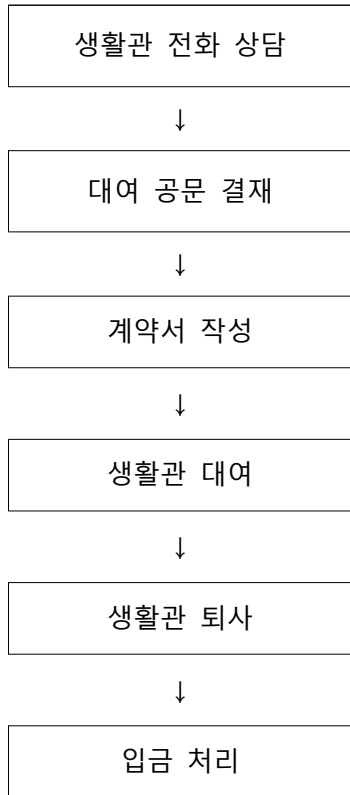 생활관 전화 상담
↓
대여 공문 결재
↓
계약서 작성
↓
생활관 대여
↓
생활관 퇴사
↓
입금 처리